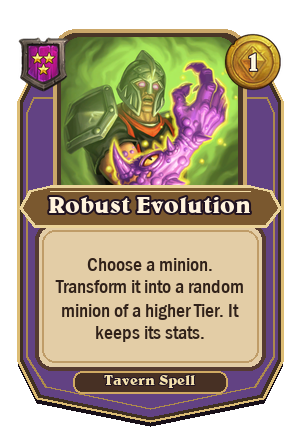 1
Robust Evolution
Choose a minion.
Transform it into a random
minion of a higher Tier. It
keeps its stats.
Tavern Spell